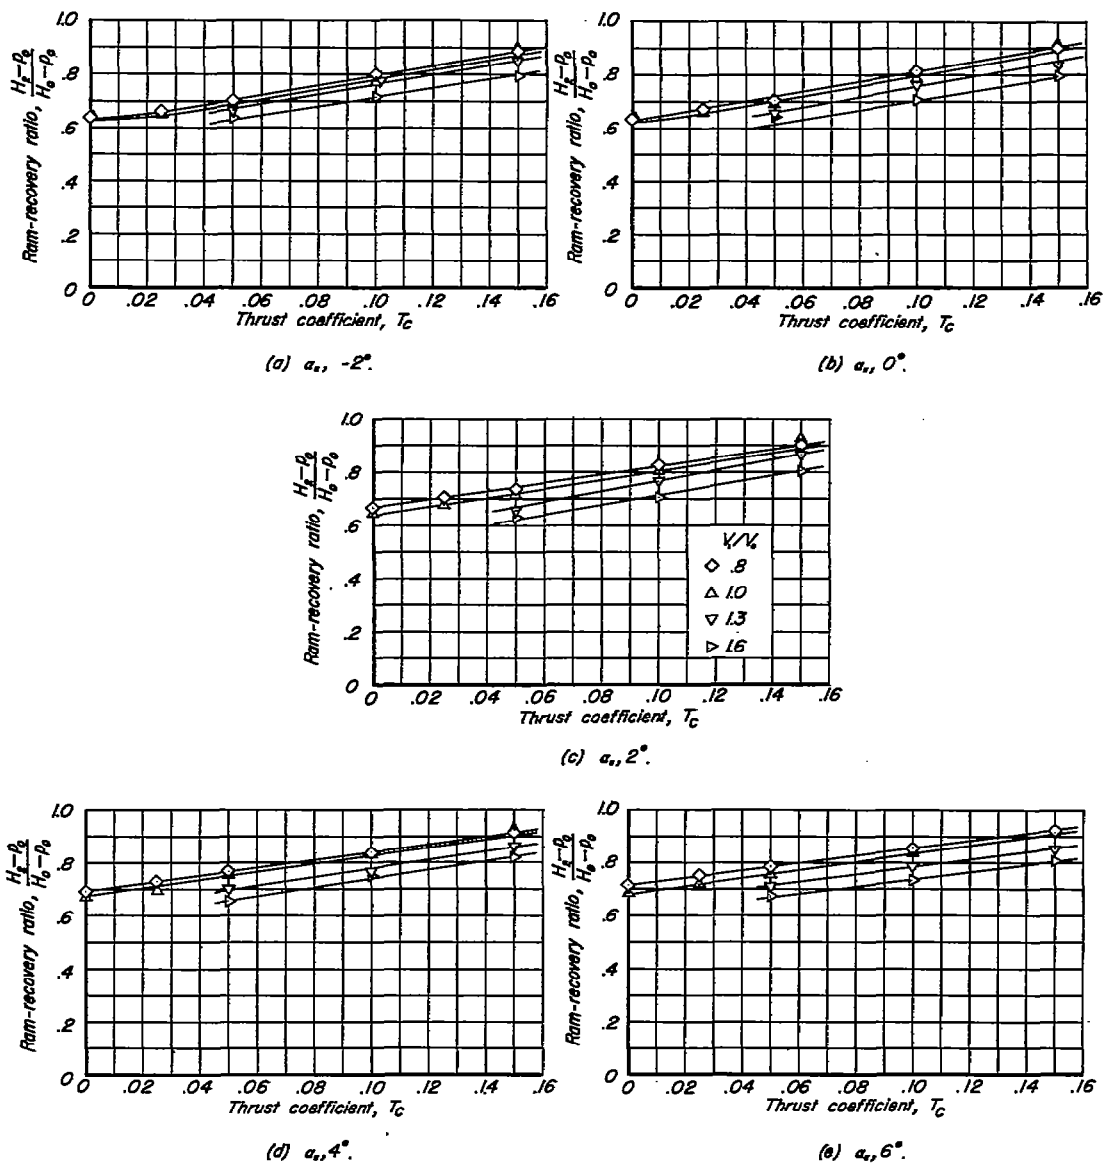 1.0
.8
.6
.4
.2
0
Ram-recovery ratio, H₂-p₀ / H₀-p₀
0 .02 .04 .06 .08 .10 .12 .14 .16
Thrust coefficient, T_C
(a) αᵤ, -2°.
1.0
.8
.6
.4
.2
0
Ram-recovery ratio, H₂-p₀ / H₀-p₀
0 .02 .04 .06 .08 .10 .12 .14 .16
Thrust coefficient, T_C
(b) αᵤ, 0°.
1.0
.8
.6
.4
.2
0
Ram-recovery ratio, H₂-p₀ / H₀-p₀
V₁/V₀
.8
1.0
1.3
1.6
0 .02 .04 .06 .08 .10 .12 .14 .16
Thrust coefficient, T_C
(c) αᵤ, 2°.
1.0
.8
.6
.4
.2
0
Ram-recovery ratio, H₂-p₀ / H₀-p₀
0 .02 .04 .06 .08 .10 .12 .14 .16
Thrust coefficient, T_C
(d) αᵤ, 4°.
1.0
.8
.6
.4
.2
0
Ram-recovery ratio, H₂-p₀ / H₀-p₀
0 .02 .04 .06 .08 .10 .12 .14 .16
Thrust coefficient, T_C
(e) αᵤ, 6°.